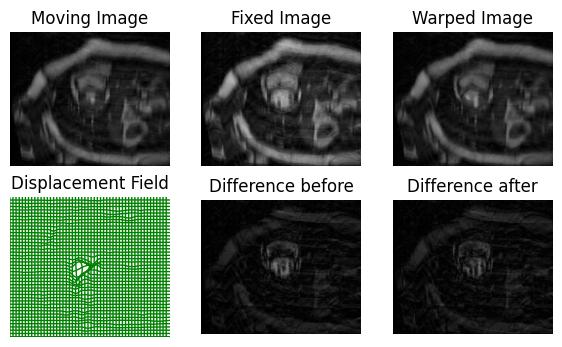 Moving Image
Fixed Image
Warped Image
Displacement Field
Difference before
Difference after